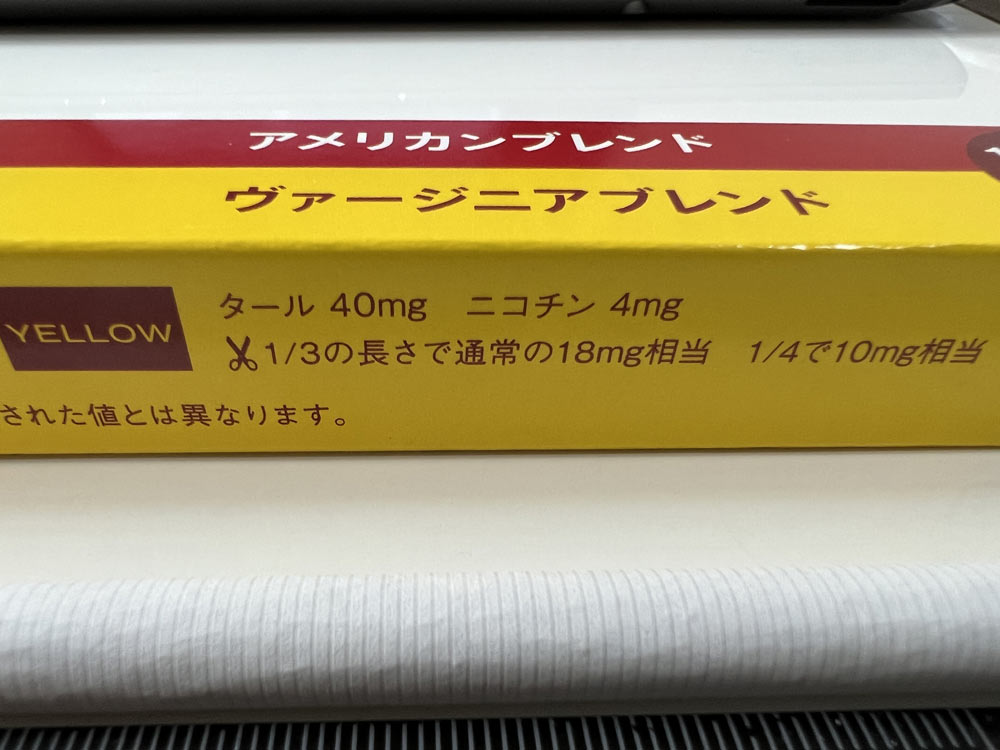 アメリカンブレンド
ヴァージニアブレンド
タール 40mg ニコチン 4mg
YELLOW
1/3の長さで通常の18mg相当 1/4で10mg相当
された値とは異なります。